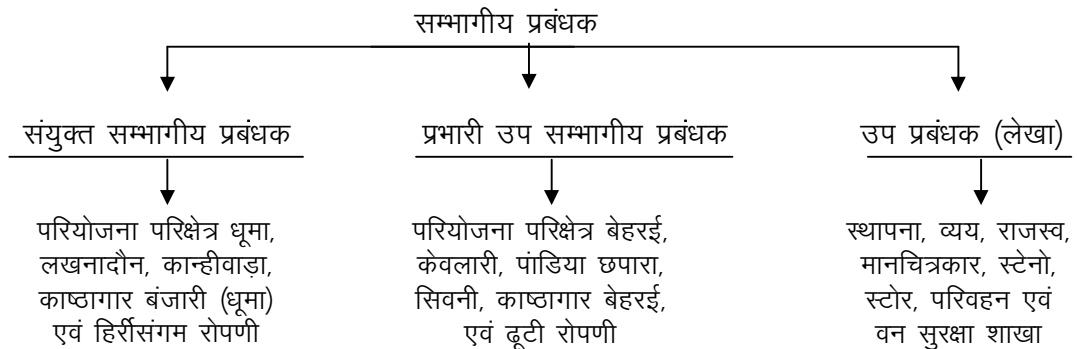 सम्भागीय प्रबंधक
संयुक्त सम्भागीय प्रबंधक
परियोजना परिक्षेत्र धूमा,
लखनादौन, कान्हीवाड़ा,
काष्ठागार बंजारी (धूमा)
एवं हिर्रीसंगम रोपणी
प्रभारी उप सम्भागीय प्रबंधक
परियोजना परिक्षेत्र बेहरई,
केवलारी, पांडिया छपारा,
सिवनी, काष्ठागार बेहरई,
एवं ढूटी रोपणी
उप प्रबंधक (लेखा)
स्थापना, व्यय, राजस्व,
मानचित्रकार, स्टेनो,
स्टोर, परिवहन एवं
वन सुरक्षा शाखा